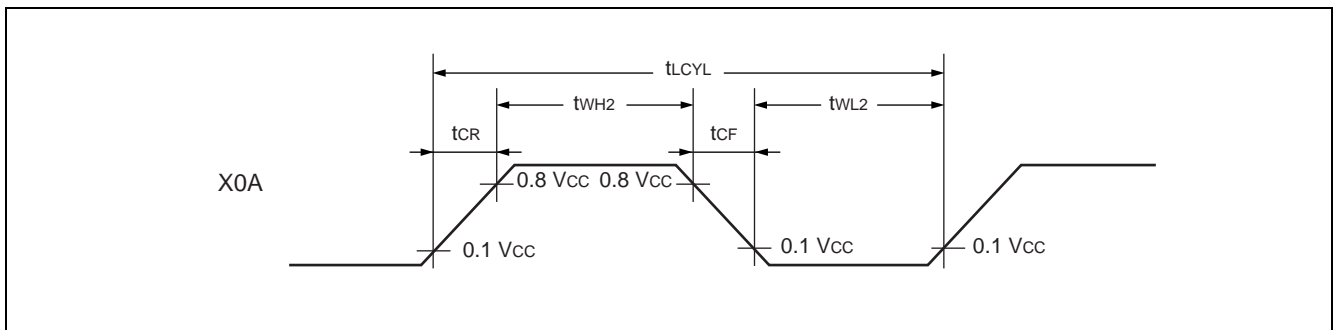 tLCYL
tWH2
tWL2
tCR
tCF
X0A
0.8 VCC 0.8 VCC
0.1 VCC
0.1 VCC
0.1 VCC